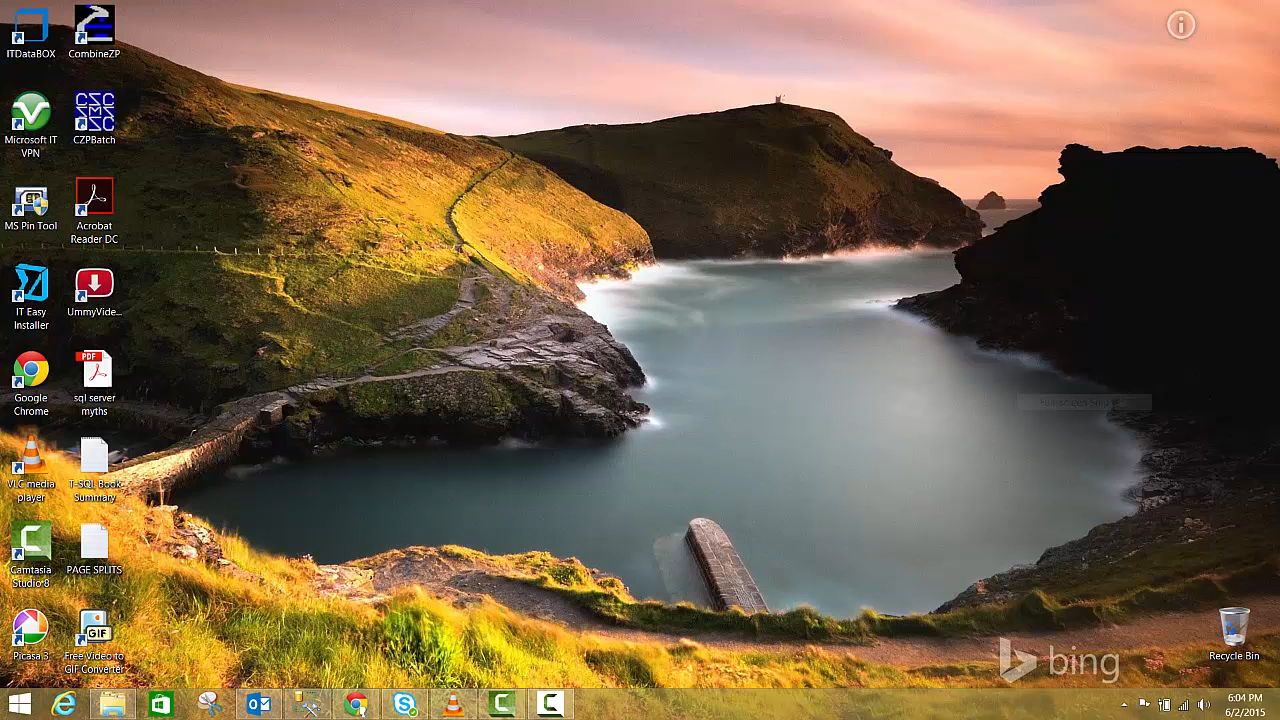 ITDataBOX
CombineZP
Microsoft IT
VPN
CZPBatch
MS Pin Tool
Acrobat
Reader DC
IT Easy
Installer
UmmyVide...
Google
Chrome
PDF
sql server
myths
VLC media
player
T-SQL Book
Summary
Camtasia
Studio 8
PAGE SPLITS
Picasa 3
GIF
Free Video to
GIF Converter
Recycle Bin
bing
6:04 PM
6/2/2015